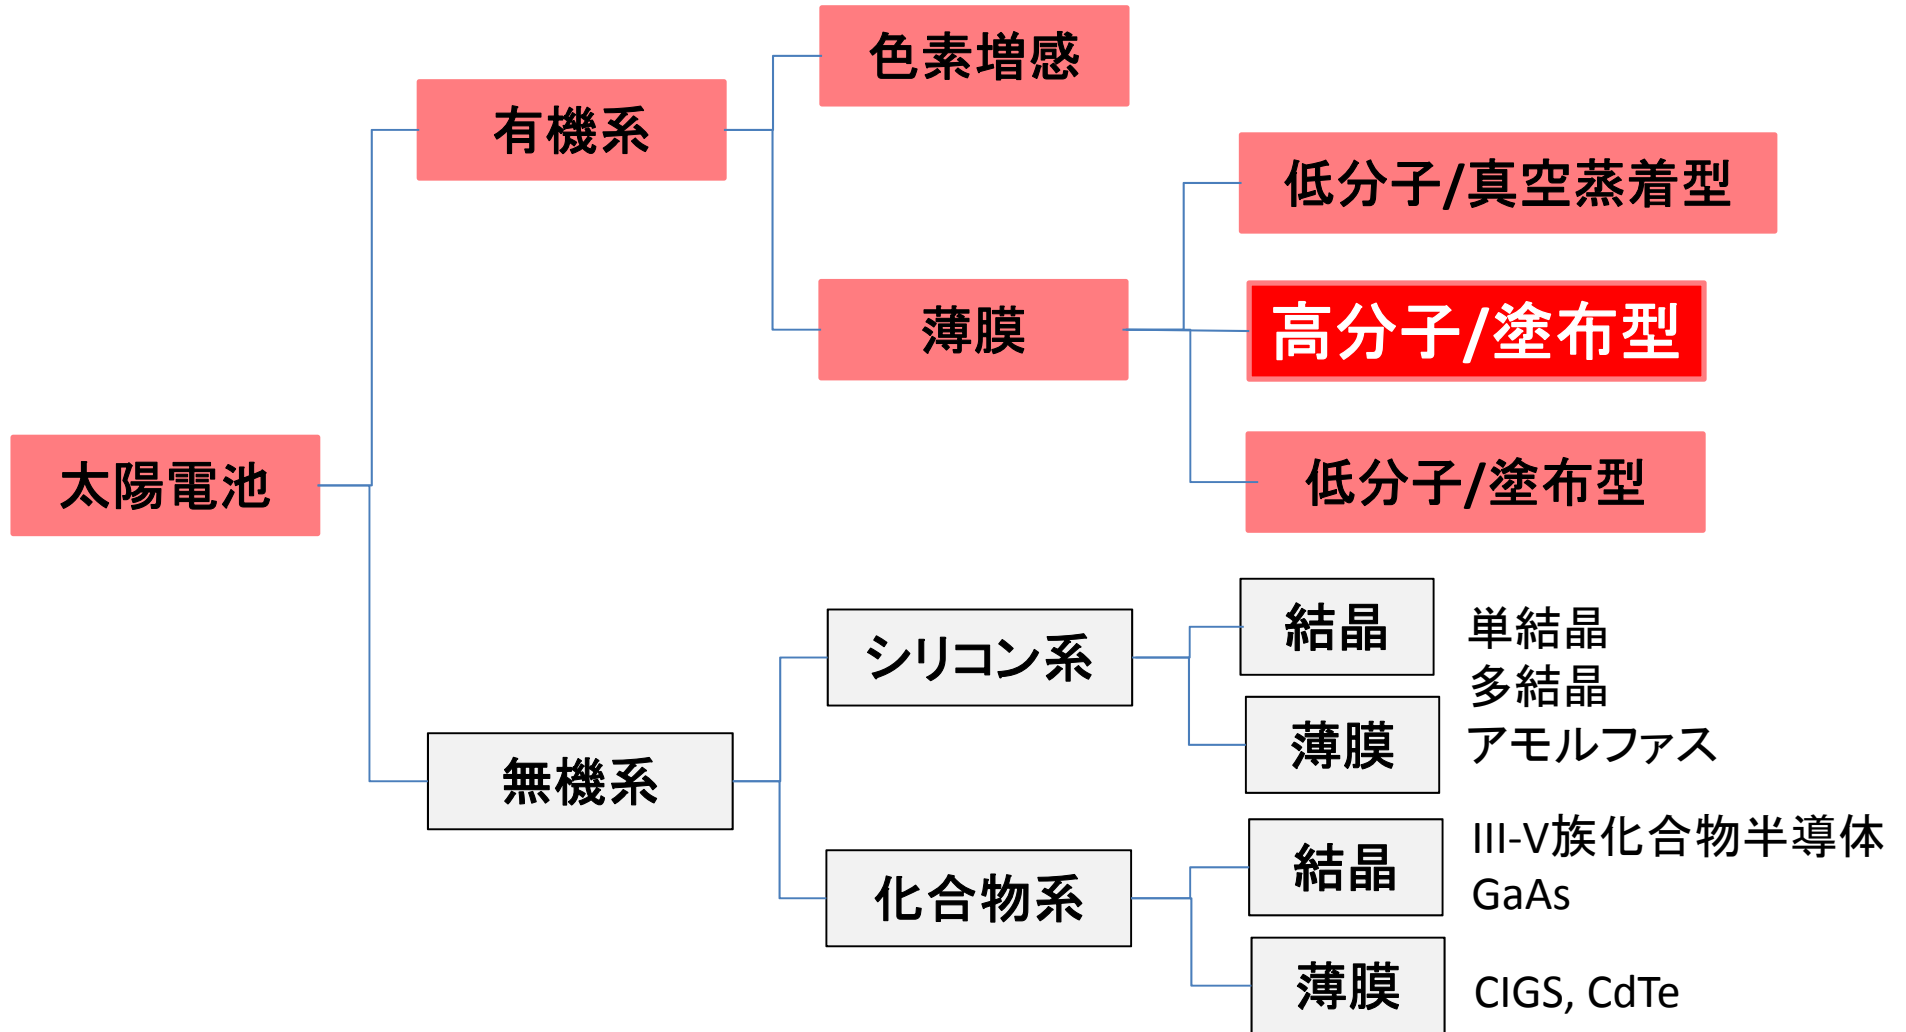 色素増感
有機系
低分子/真空蒸着型
薄膜
高分子/塗布型
太陽電池
低分子/塗布型
シリコン系
結晶
単結晶
多結晶
薄膜
アモルファス
無機系
化合物系
結晶
III-V族化合物半導体
GaAs
薄膜
CIGS, CdTe